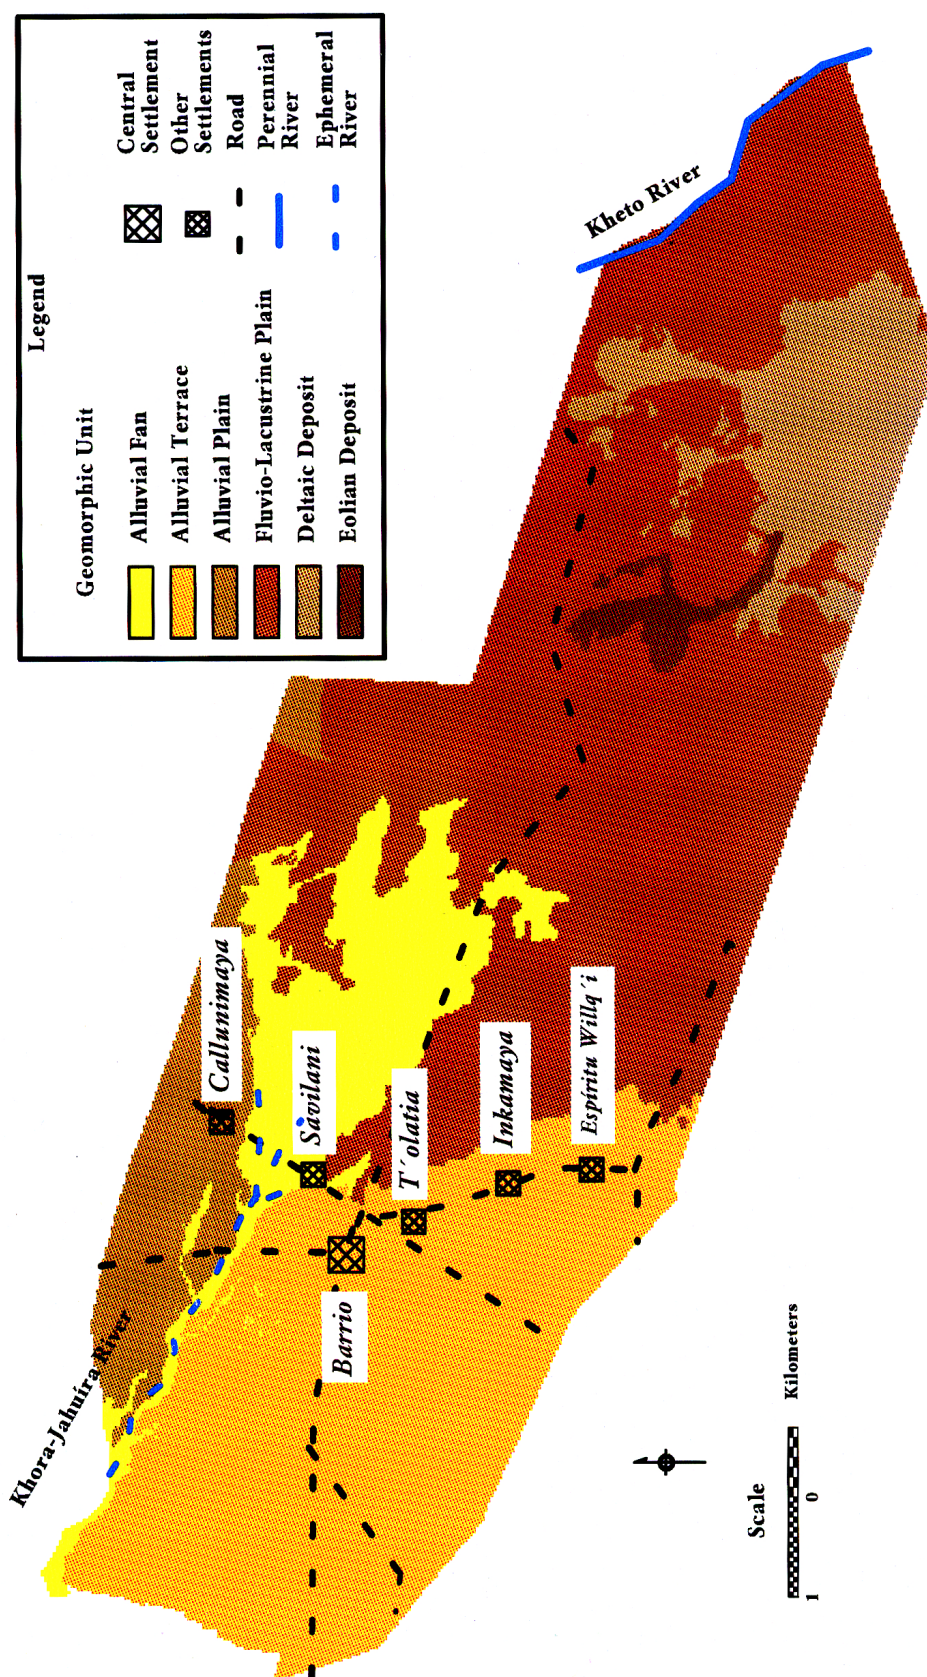 Legend
Geomorphic Unit
Alluvial Fan
Alluvial Terrace
Alluvial Plain
Fluvio-Lacustrine Plain
Deltaic Deposit
Eolian Deposit
Central
Settlement
Other
Settlements
Road
Perennial
River
Ephemeral
River
Khora-Jahuira River
Kheto River
Callunimaya
Savilani
Barrio
T´olatia
Inkamaya
Espíritu Willq´i
Scale
1
0
Kilometers